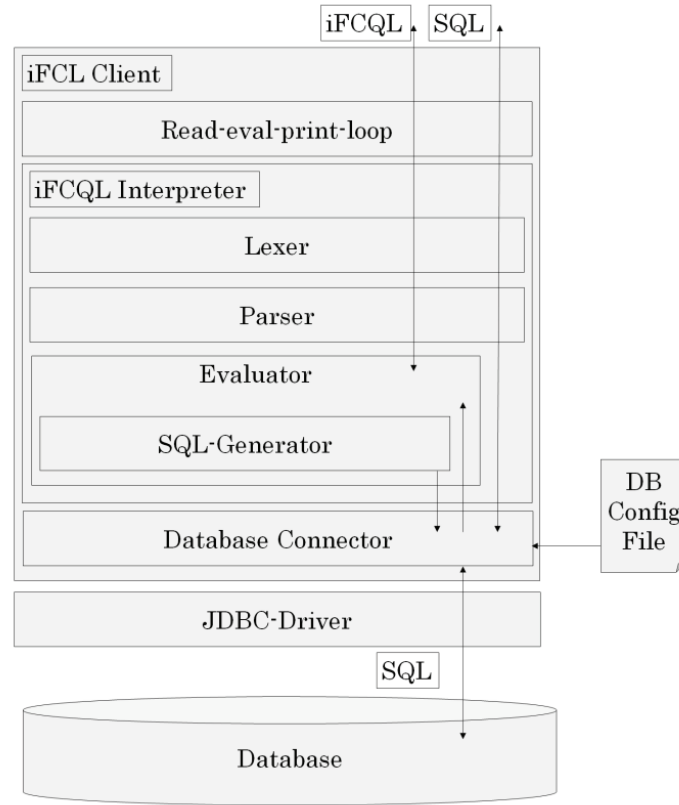 iFCQL
SQL
iFCL Client
Read-eval-print-loop
iFCQL Interpreter
Lexer
Parser
Evaluator
SQL-Generator
DB
Config
File
Database Connector
JDBC-Driver
SQL
Database